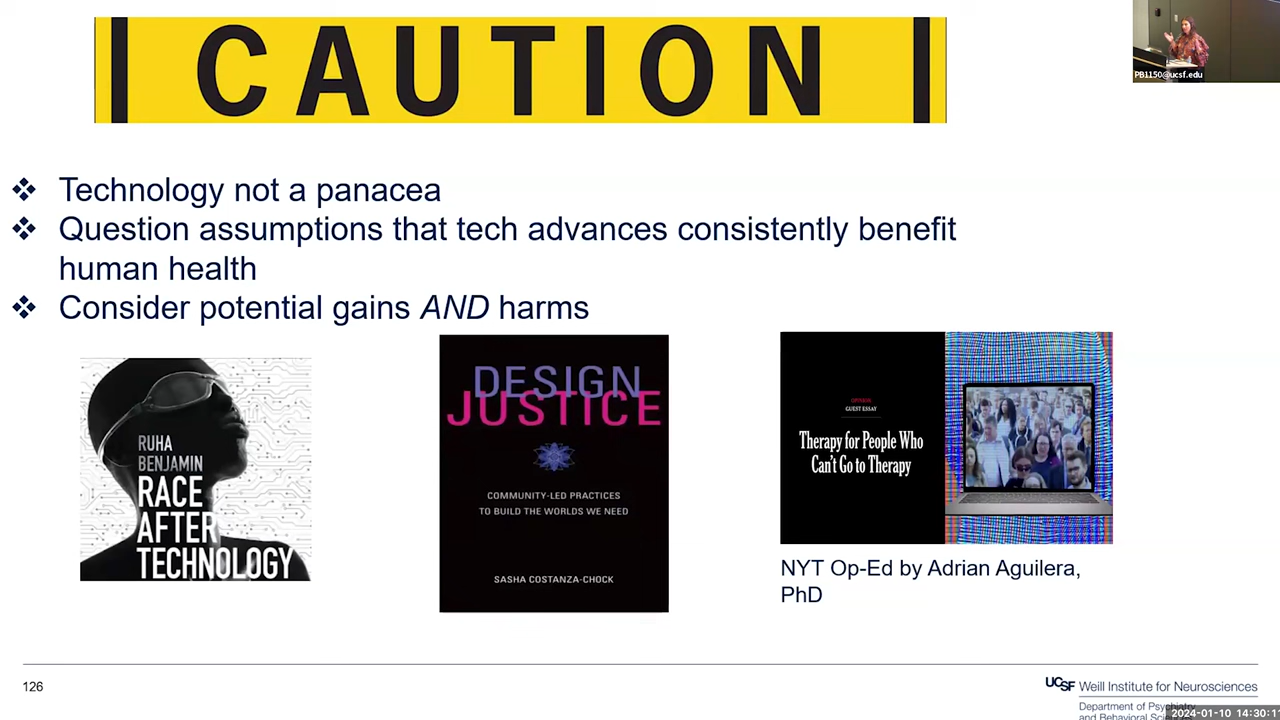 CAUTION
PB1150@ucsf.edu
❖ Technology not a panacea
❖ Question assumptions that tech advances consistently benefit
human health
❖ Consider potential gains AND harms
RUHA
BENJAMIN
RACE
AFTER
TECHNOLOGY
DESIGN
JUSTICE
COMMUNITY-LED PRACTICES
TO BUILD THE WORLDS WE NEED
SASHA COSTANZA-CHOCK
OPINION
GUEST ESSAY
Therapy for People Who
Can't Go to Therapy
NYT Op-Ed by Adrian Aguilera,
PhD
126
UCSF Weill Institute for Neurosciences
Department of Psychiatry
and Behavioral
2024-01-10 14:30:1